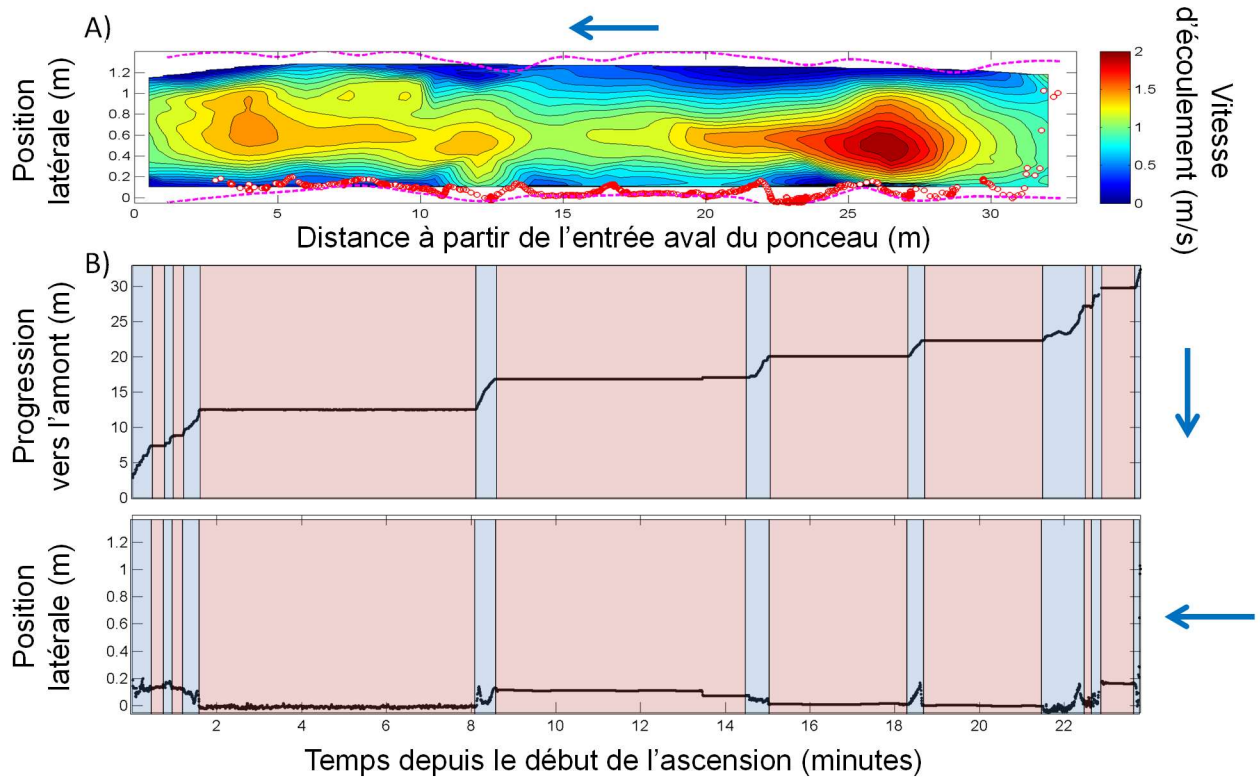 A)
Position
latérale (m)
1.2
1
0.8
0.6
0.4
0.2
0
0 5 10 15 20 25 30
Distance à partir de l'entrée aval du ponceau (m)
2
1.5
1
0.5
0
Vitesse
d'écoulement (m/s)
B)
Progression
vers l'amont (m)
30
25
20
15
10
5
0
Position
latérale (m)
1.2
1
0.8
0.6
0.4
0.2
0
2 4 6 8 10 12 14 16 18 20 22
Temps depuis le début de l'ascension (minutes)